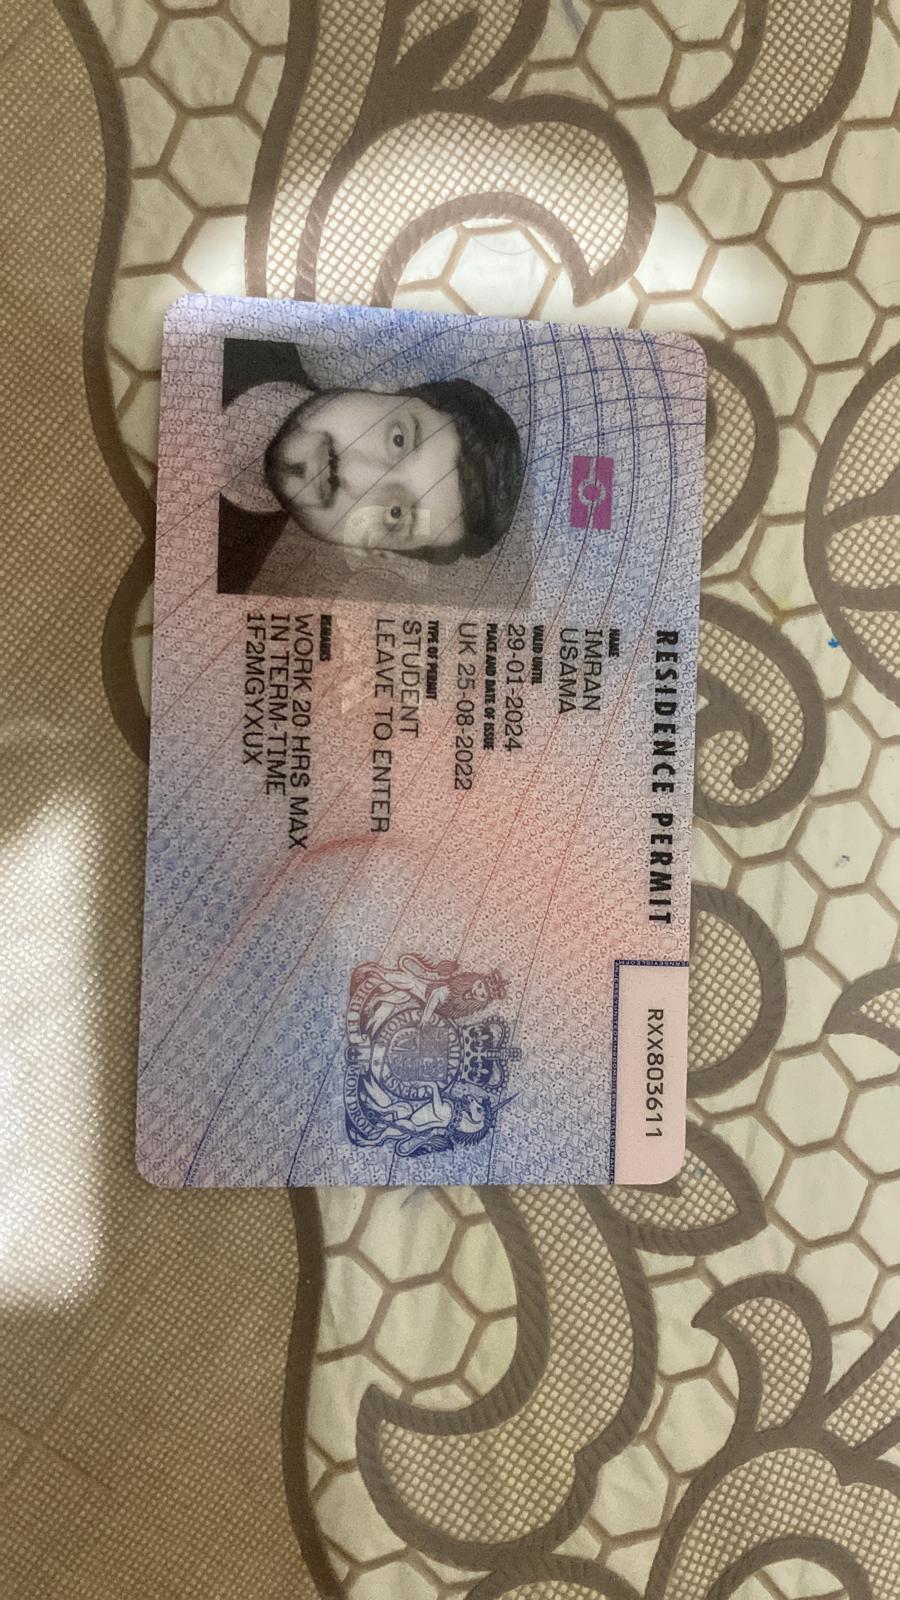 RESIDENCE PERMIT
RXX803611
NAME
IMRAN
USAMA
VALID UNTIL
29-01-2024
PLACE AND DATE OF ISSUE
UK 25-08-2022
TYPE OF PERMIT
STUDENT
LEAVE TO ENTER
REMARKS
WORK 20 HRS MAX
IN TERM-TIME
1F2MGYXUX